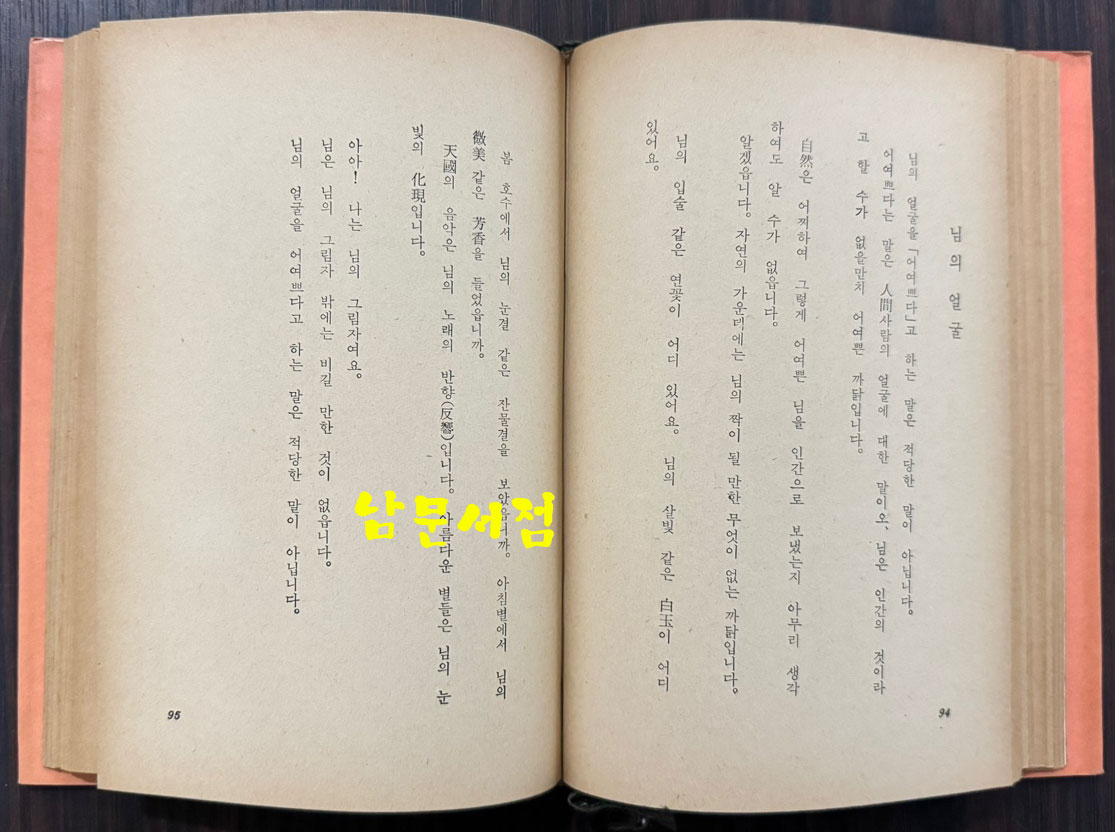 님의 얼굴
님의 얼굴을 「어여쁘다」고 하는 말은 적당한 말이 아닙니다。
어여쁘다는 말은 人間사람의 얼굴에 대한 말이오、 님은 인간의 것이라
고 할 수가 없을만치 어여쁜 까닭입니다。
自然은 어찌하여 그렇게 어여쁜 님을 인간으로 보냈는지 아무리 생각
하여도 알 수가 없읍니다。
알겠읍니다。 자연의 가운데에는 님의 짝이 될 만한 무엇이 없는 까닭입니다。
님의 입술 같은 연꽃이 어디 있어요。 님의 살빛 같은 白玉이 어디
있어요。
94
봄 호수에서 님의 눈결 같은 잔물결을 보았읍니까。 아침별에서 님의
微美 같은 芳香을 들었읍니까。
天國의 음악은 님의 노래의 반향(反響)입니다。 아름다운 별들은 님의 눈
빛의 化現입니다。
아아! 나는 님의 그림자여요。
님은 님의 그림자 밖에는 비길 만한 것이 없읍니다。
님의 얼굴을 어여쁘다고 하는 말은 적당한 말이 아닙니다。
95
남문서점